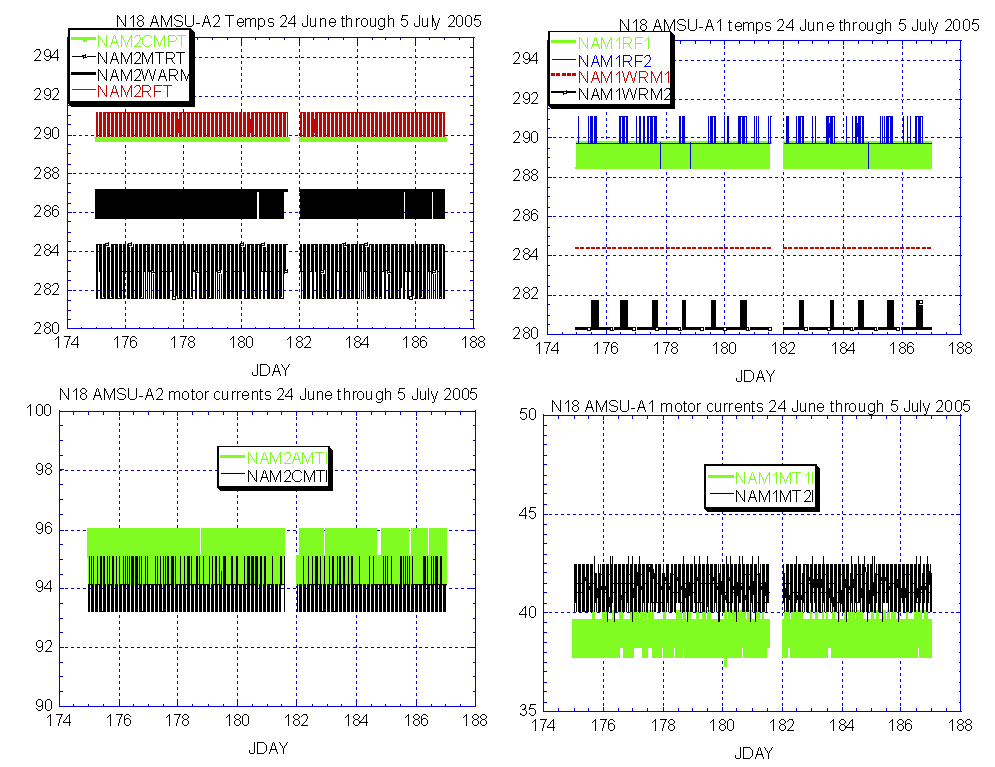 N18 AMSU-A2 Temps 24 June through 5 July 2005
NAM2CMPT
NAM2MTRT
NAM2WARM
NAM2RFT
294
292
290
288
286
284
282
280
174 176 178 180 182 184 186 188
JDAY
N18 AMSU-A1 temps 24 June through 5 July 2005
NAM1RF1
NAM1RF2
NAM1WRM1
NAM1WRM2
294
292
290
288
286
284
282
280
174 176 178 180 182 184 186 188
JDAY
N18 AMSU-A2 motor currents 24 June through 5 July 2005
NAM2AMTI
NAM2CMTI
100
98
96
94
92
90
174 176 178 180 182 184 186 188
JDAY
N18 AMSU-A1 motor currents 24 June through 5 July 2005
NAM1MT1I
NAM1MT2I
50
45
40
35
174 176 178 180 182 184 186 188
JDAY